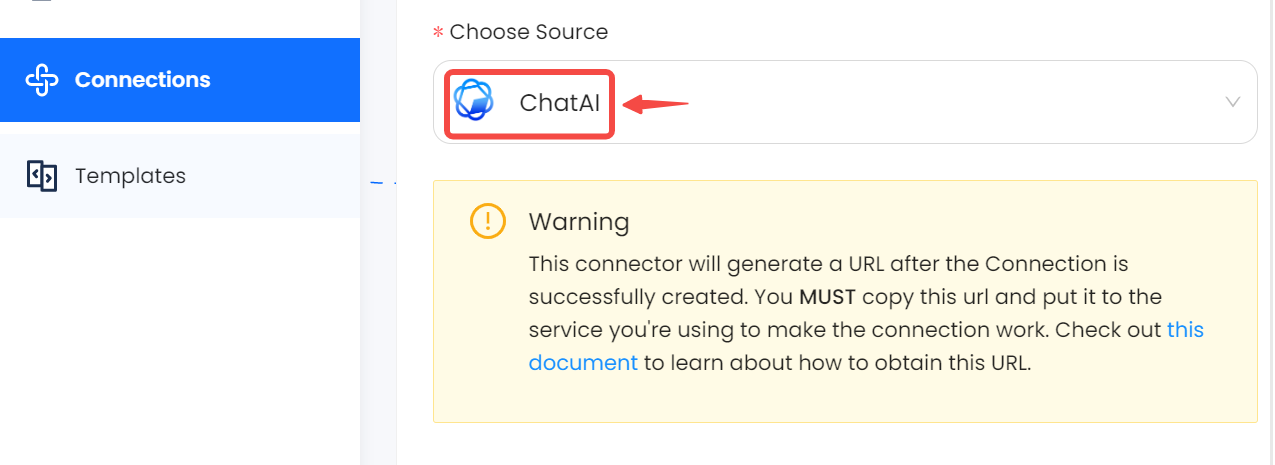 * Choose Source
Connections
ChatAI
Templates
Warning
This connector will generate a URL after the Connection is
successfully created. You MUST copy this url and put it to the
service you're using to make the connection work. Check out this
document to learn about how to obtain this URL.